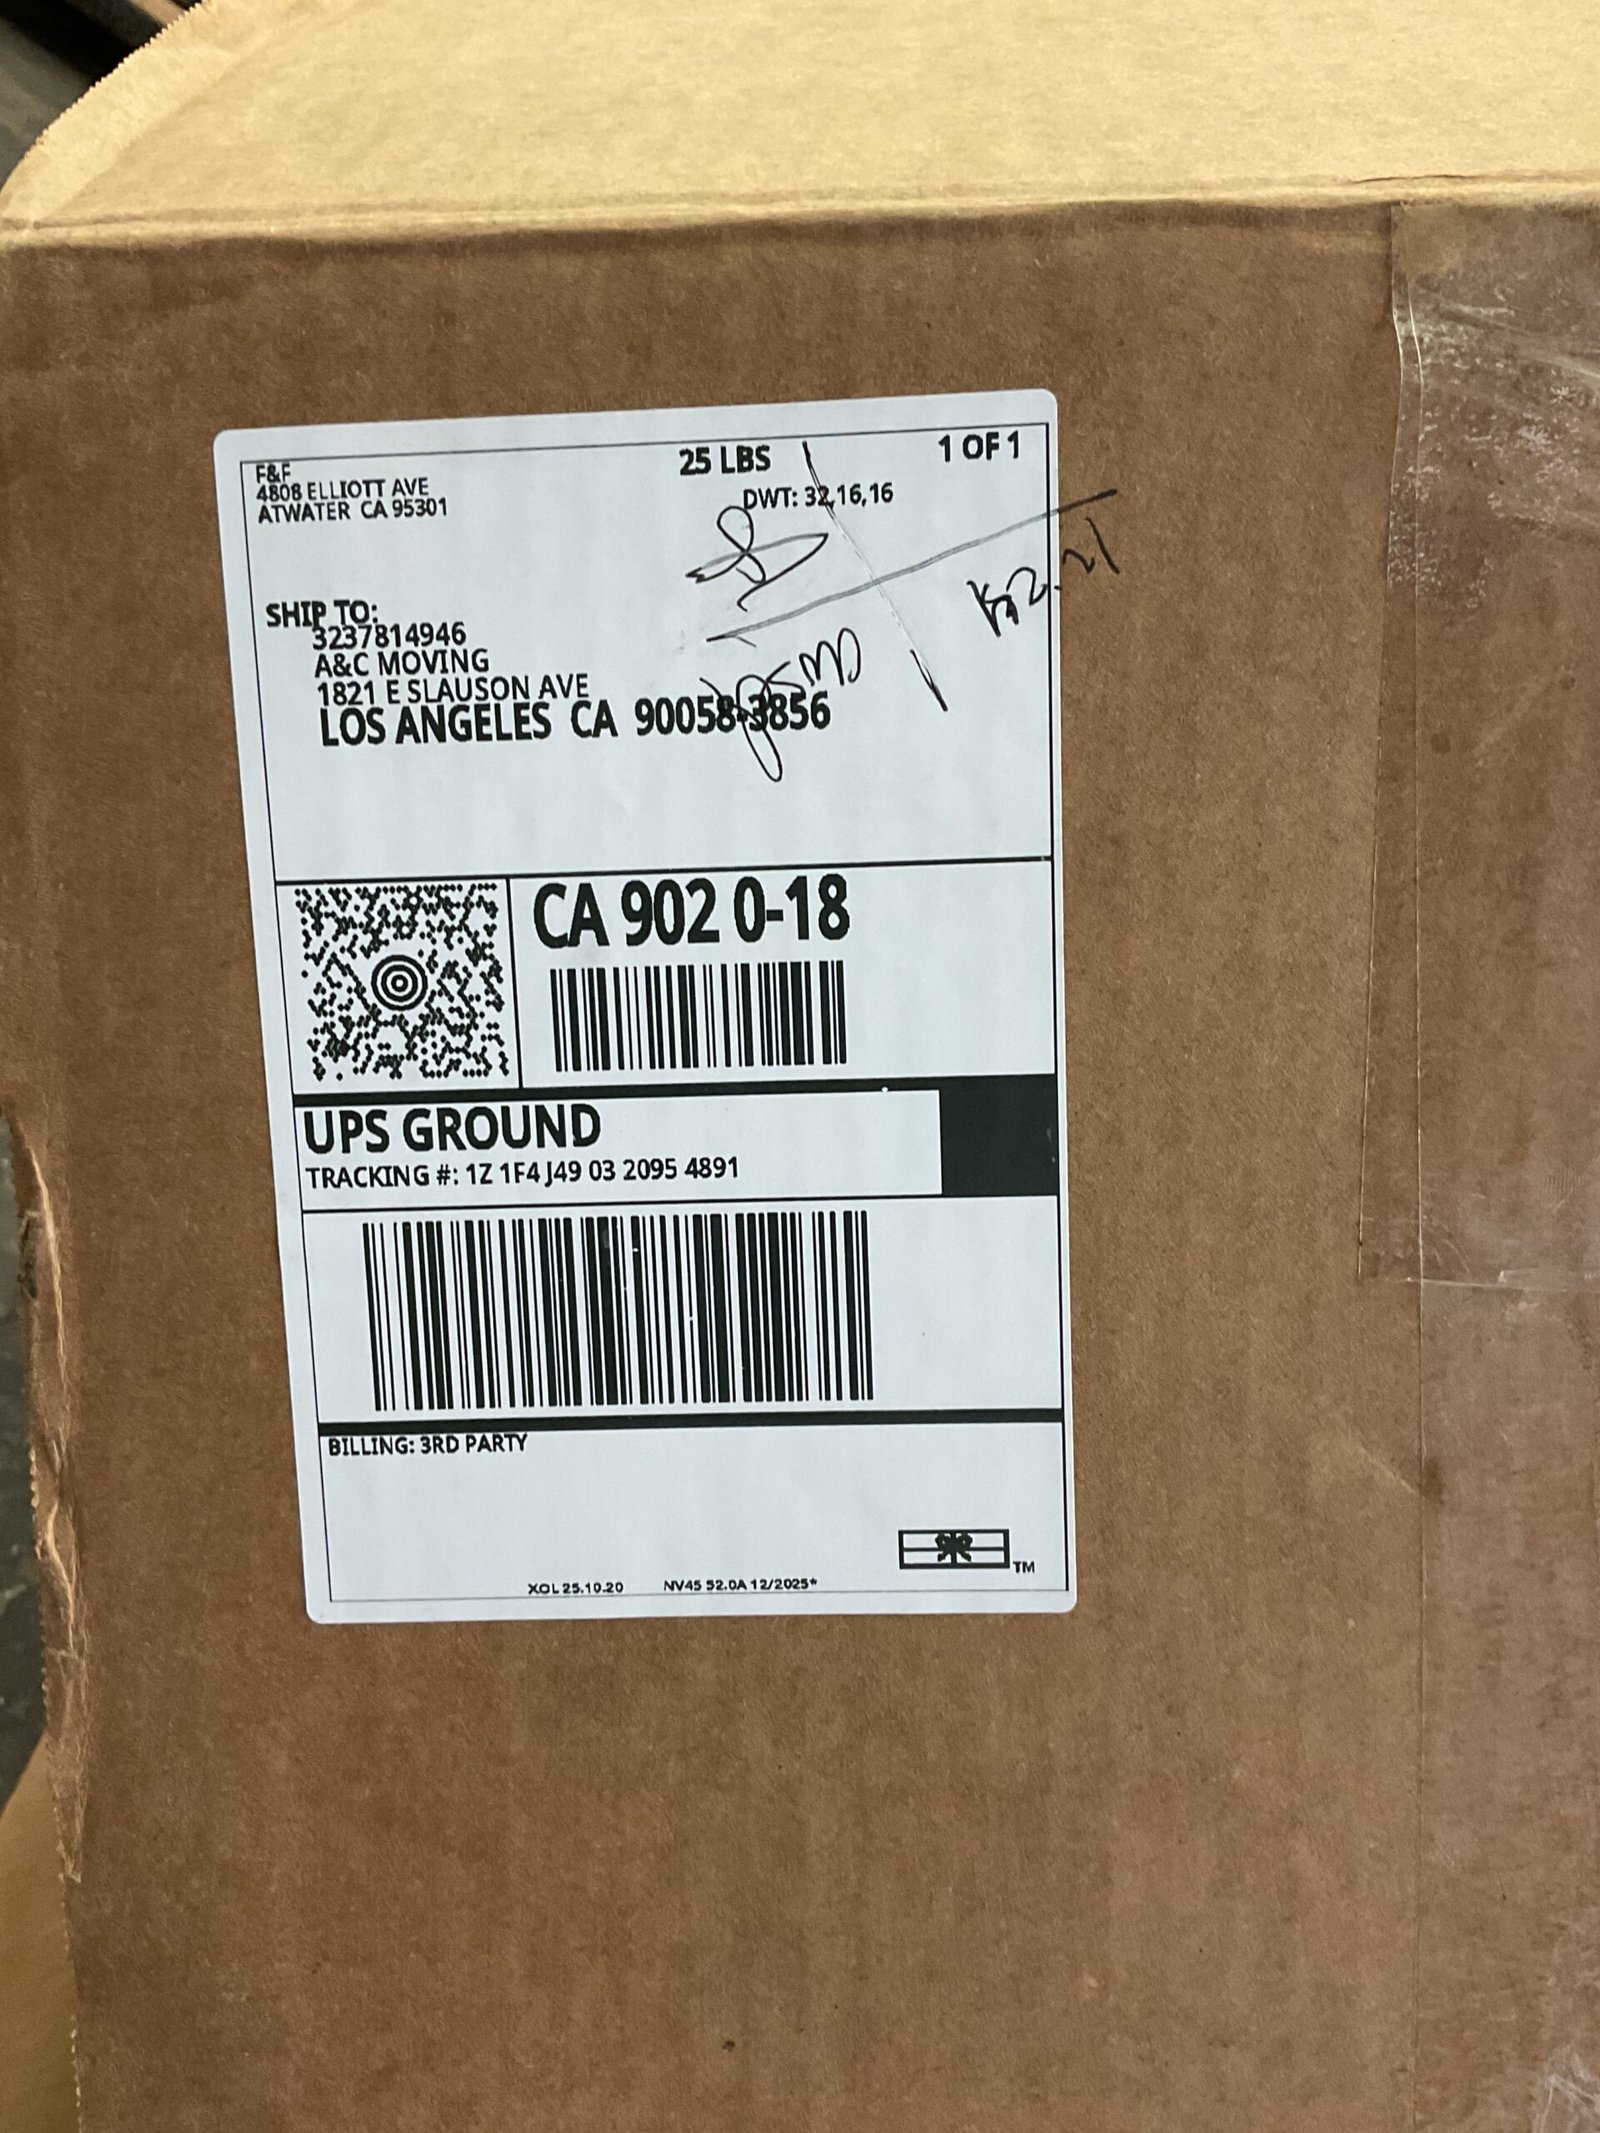 F&F
4808 ELLIOTT AVE
ATWATER CA 95301
25 LBS
1 OF 1
DWT: 32,16,16
SHIP TO:
3237814946
A&C MOVING
1821 E SLAUSON AVE
LOS ANGELES CA 90058-3856
CA 902 0-18
UPS GROUND
TRACKING #: 1Z 1F4 J49 03 2095 4891
BILLING: 3RD PARTY
TM
XOL 25.10.20 NV45 52.0A 12/2025*